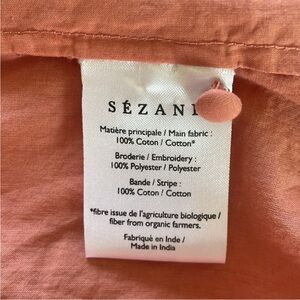 SÉZAN
Matière principale / Main fabric :
100% Coton / Cotton*
Broderie / Embroidery :
100% Polyester / Polyester
Bande / Stripe :
100% Coton / Cotton
*fibre issue de l'agriculture biologique /
fiber from organic farmers.
Fabriqué en Inde /
Made in India